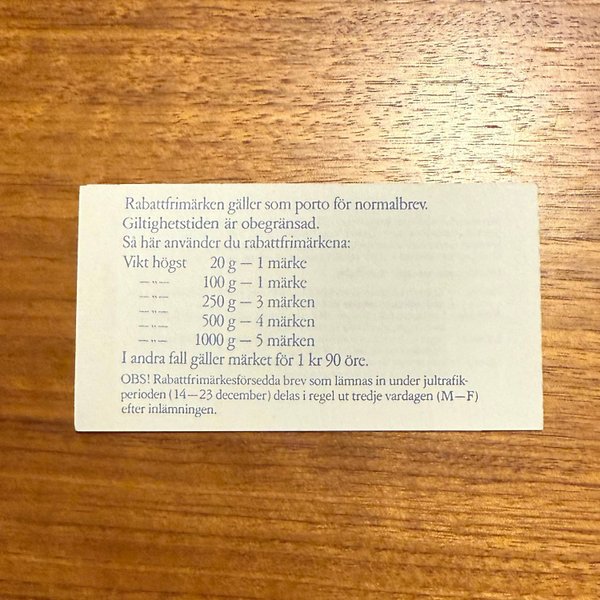 Rabattfrimärken gäller som porto för normalbrev.
Giltighetstiden är obegränsad.
Så här använder du rabattfrimärkena:
Vikt högst 20 g — 1 märke
— ‟ — 100 g — 1 märke
— ‟ — 250 g — 3 märken
— ‟ — 500 g — 4 märken
— ‟ — 1000 g — 5 märken
I andra fall gäller märket för 1 kr 90 öre.
OBS! Rabattfrimärkesförsedda brev som lämnas in under jultrafik-
perioden (14—23 december) delas i regel ut tredje vardagen (M—F)
efter inlämningen.